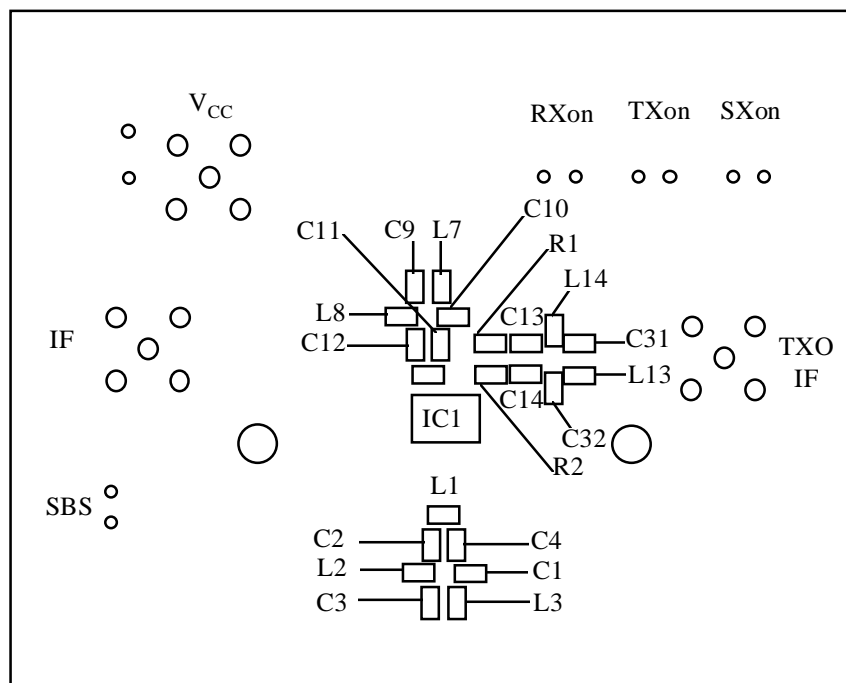 V_CC
RXon TXon SXon
C10
C11 C9 L7
R1
L14
L8
C13
IF
C12
C31
TXO
IF
L13
C14
IC1
C32
R2
L1
SBS
C2 C4
L2 C1
C3 L3